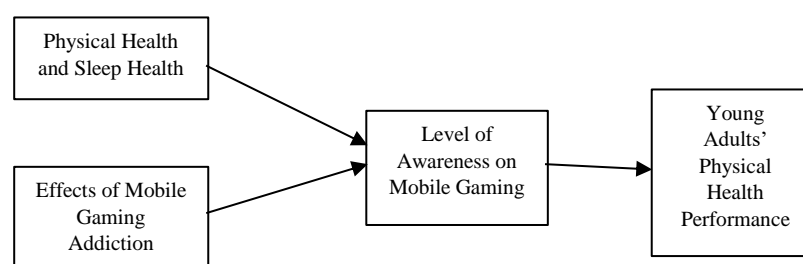 Physical Health
and Sleep Health
Effects of Mobile
Gaming
Addiction
Level of
Awareness on
Mobile Gaming
Young
Adults’
Physical
Health
Performance